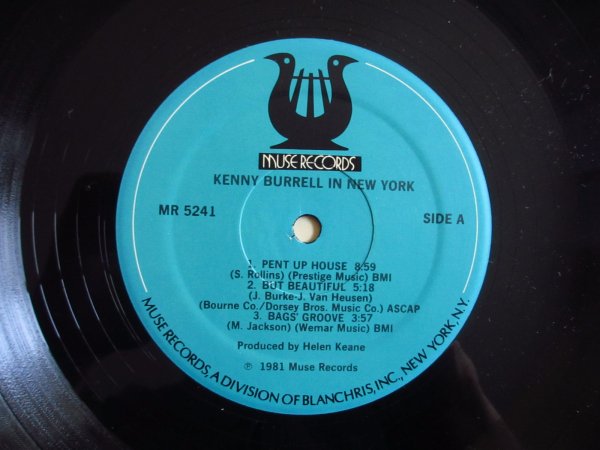 MUSE RECORDS
KENNY BURRELL IN NEW YORK
MR 5241
SIDE A
1. PENT UP HOUSE 8:59
(S. Rollins) (Prestige Music) BMI
2. BUT BEAUTIFUL 5:18
(J. Burke-J. Van Heusen)
(Bourne Co./Dorsey Bros. Music Co.) ASCAP
3. BAGS' GROOVE 3:57
(M. Jackson) (Wemar Music) BMI
Produced by Helen Keane
℗ 1981 Muse Records
MUSE RECORDS, A DIVISION OF BLANCHRIS, INC., NEW YORK, N.Y.